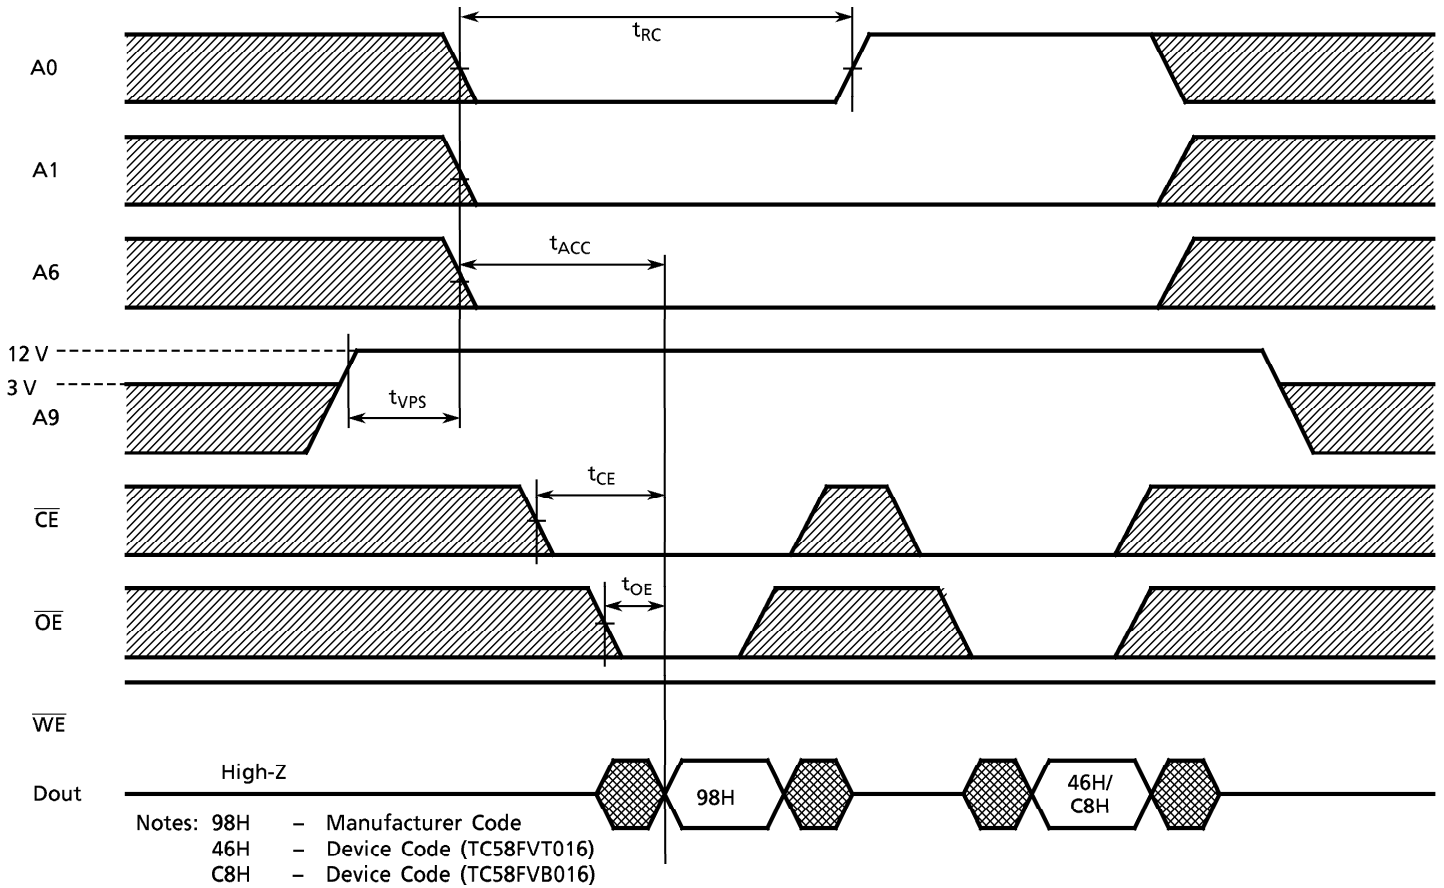 tRC
A0
A1
tACC
A6
12 V
3 V
tVPS
A9
tCE
CE
tOE
OE
WE
High-Z
Dout
98H
46H/
C8H
Notes: 98H – Manufacturer Code
46H – Device Code (TC58FVT016)
C8H – Device Code (TC58FVB016)